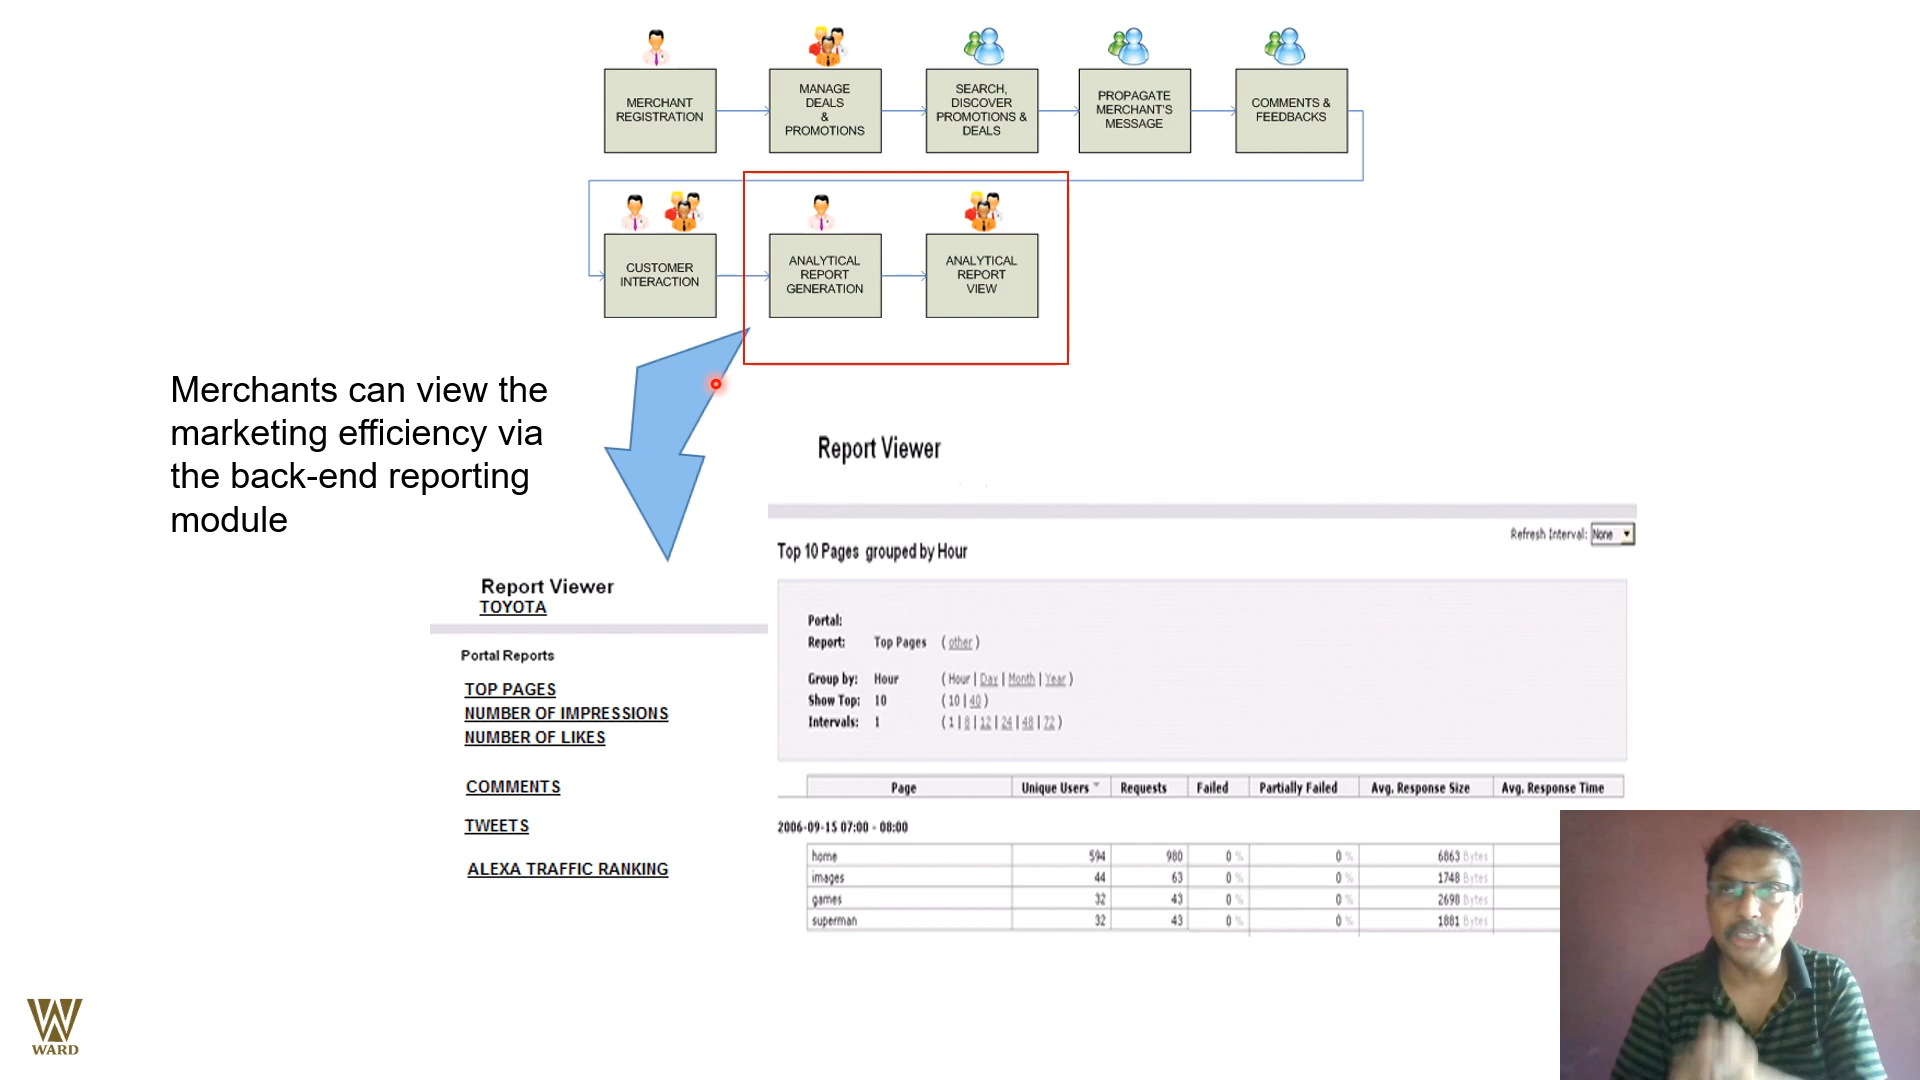 MERCHANT
REGISTRATION
MANAGE
DEALS
&
PROMOTIONS
SEARCH,
DISCOVER
PROMOTIONS &
DEALS
PROPAGATE
MERCHANT'S
MESSAGE
COMMENTS &
FEEDBACKS
CUSTOMER
INTERACTION
ANALYTICAL
REPORT
GENERATION
ANALYTICAL
REPORT
VIEW
Merchants can view the
marketing efficiency via
the back-end reporting
module
Report Viewer
TOYOTA
Portal Reports
TOP PAGES
NUMBER OF IMPRESSIONS
NUMBER OF LIKES
COMMENTS
TWEETS
ALEXA TRAFFIC RANKING
Report Viewer
Refresh Interval: None
Top 10 Pages grouped by Hour
Portal:
Report: Top Pages ( other )
Group by: Hour ( Hour | Day | Month | Year )
Show Top: 10 ( 10 | 40 )
Intervals: 1 ( 1 | 8 | 12 | 24 | 48 | 72 )
Page Unique Users Requests Failed Partially Failed Avg. Response Size Avg. Response Time
2006-09-15 07:00 - 08:00
home 594 980 0 % 0 % 6863 Bytes
images 44 63 0 % 0 % 1748 Bytes
games 32 43 0 % 0 % 2698 Bytes
superman 32 43 0 % 0 % 1881 Bytes
WARD